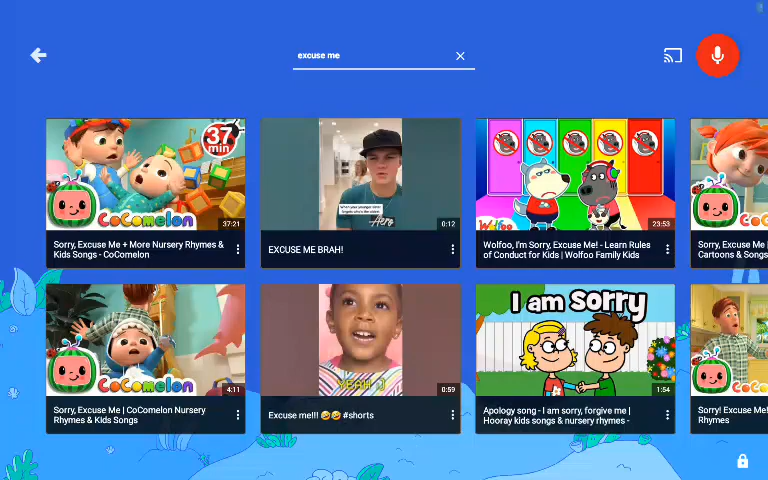 excuse me
37
min
CoCOMeLON
37:21
Sorry, Excuse Me + More Nursery Rhymes &
Kids Songs - CoComelon
Aero
0:12
EXCUSE ME BRAH!
Wolfoo
23:53
Wolfoo, I'm Sorry, Excuse Me! - Learn Rules
of Conduct for Kids | Wolfoo Family Kids
Sorry, Excuse Me |
Cartoons & Songs
CoCOMeLON
4:11
Sorry, Excuse Me | CoComelon Nursery
Rhymes & Kids Songs
YEAH J
0:59
Excuse me!!! 🤣🤣 #shorts
I am sorry
1:54
Apology song - I am sorry, forgive me |
Hooray kids songs & nursery rhymes -
Sorry! Excuse Me!
Rhymes